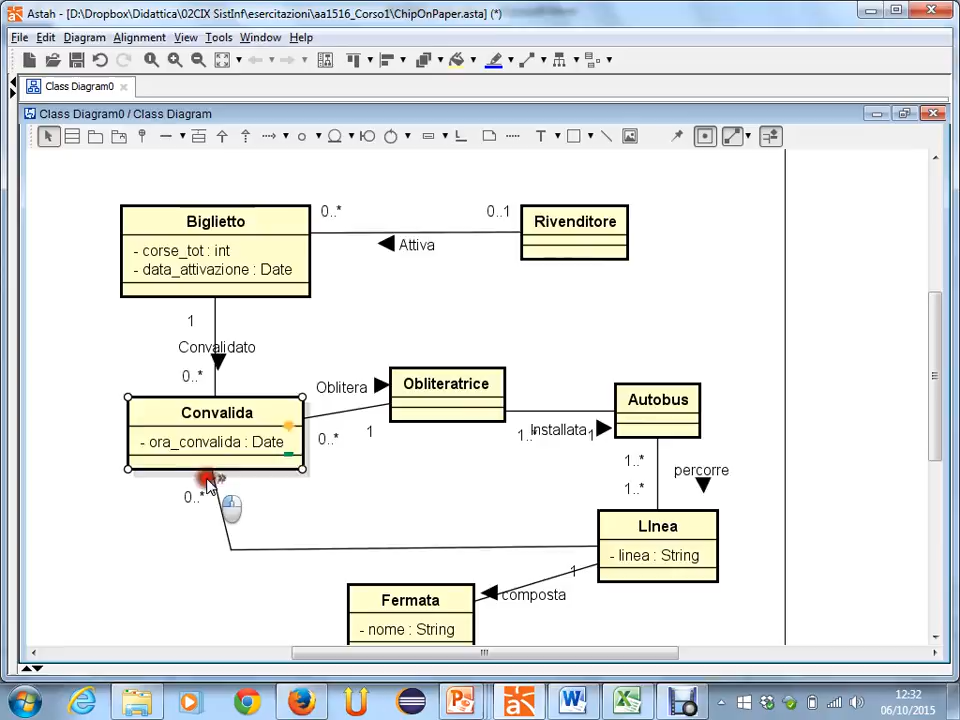 Astah - [D:\Dropbox\Didattica\02CIX SistInf\esercitazioni\aa1516_Corso1\ChipOnPaper.asta] (*)
File Edit Diagram Alignment View Tools Window Help
Class Diagram0
Class Diagram0 / Class Diagram
T
Biglietto
- corse_tot : int
- data_attivazione : Date
0..*
0..1
Attiva
Rivenditore
1
Convalidato
0..*
Convalida
- ora_convalida : Date
Oblitera
0..*
1
Obliteratrice
1..*
Installata
1
Autobus
1..*
percorre
1..*
LInea
- linea : String
0..*
1
composta
Fermata
- nome : String
12:32
06/10/2015